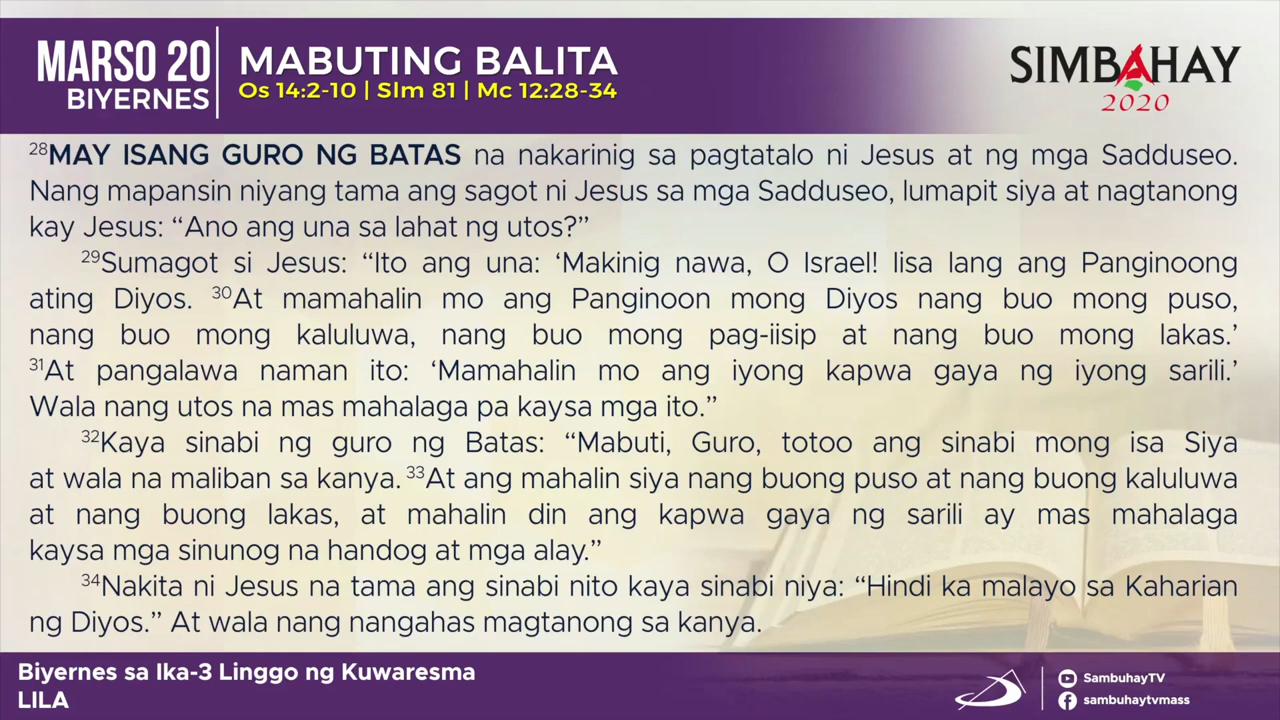 MARSO 20
BIYERNES
MABUTING BALITA
Os 14:2-10 | Slm 81 | Mc 12:28-34
SIMBAHAY
2020
28MAY ISANG GURO NG BATAS na nakarinig sa pagtatalo ni Jesus at ng mga Sadduseo.
Nang mapansin niyang tama ang sagot ni Jesus sa mga Sadduseo, lumapit siya at nagtanong
kay Jesus: “Ano ang una sa lahat ng utos?”
29Sumagot si Jesus: “Ito ang una: ‘Makinig nawa, O Israel! Iisa lang ang Panginoong
ating Diyos. 30At mamahalin mo ang Panginoon mong Diyos nang buo mong puso,
nang buo mong kaluluwa, nang buo mong pag-iisip at nang buo mong lakas.’
31At pangalawa naman ito: ‘Mamahalin mo ang iyong kapwa gaya ng iyong sarili.’
Wala nang utos na mas mahalaga pa kaysa mga ito.”
32Kaya sinabi ng guro ng Batas: “Mabuti, Guro, totoo ang sinabi mong isa Siya
at wala na maliban sa kanya. 33At ang mahalin siya nang buong puso at nang buong kaluluwa
at nang buong lakas, at mahalin din ang kapwa gaya ng sarili ay mas mahalaga
kaysa mga sinunog na handog at mga alay.”
34Nakita ni Jesus na tama ang sinabi nito kaya sinabi niya: “Hindi ka malayo sa Kaharian
ng Diyos.” At wala nang nangahas magtanong sa kanya.
Biyernes sa Ika-3 Linggo ng Kuwaresma
LILA
SambuhayTV
sambuhaytvmass